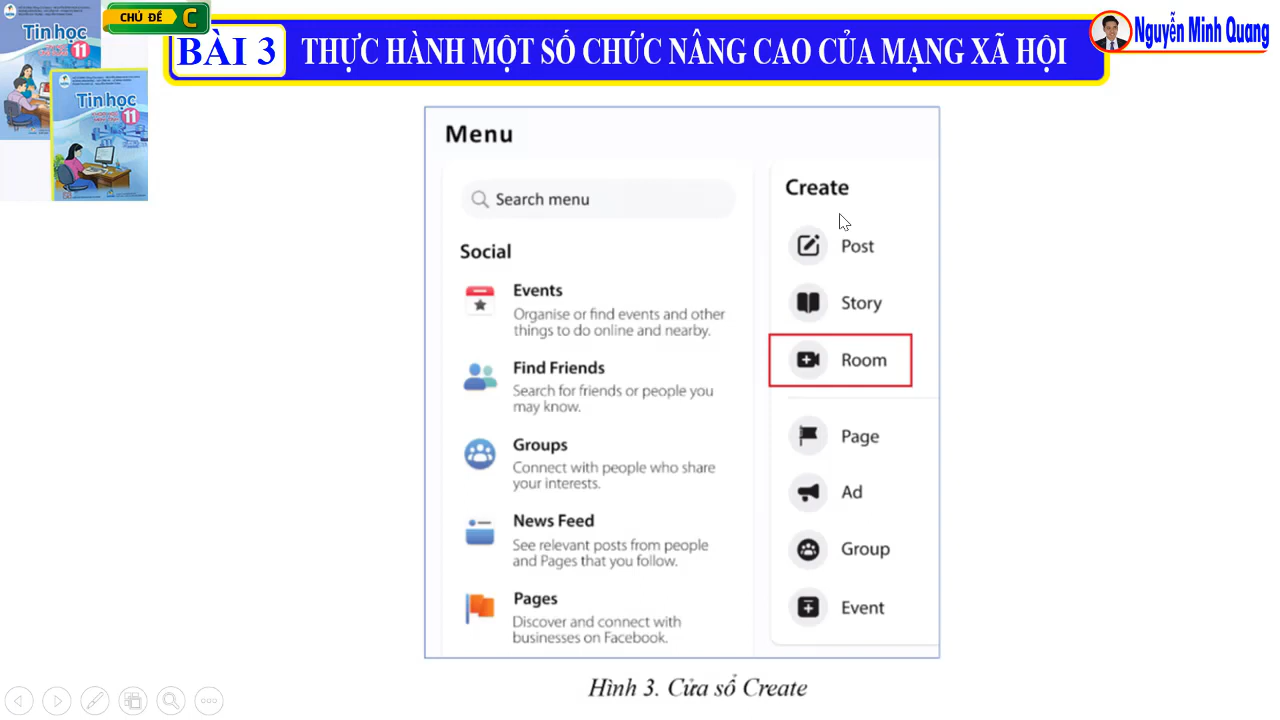 CHỦ ĐỀ C
BÀI 3 THỰC HÀNH MỘT SỐ CHỨC NÂNG CAO CỦA MẠNG XÃ HỘI
Nguyễn Minh Quang
Tin học
11
Tin học
11
Menu
Search menu
Social
Events
Organise or find events and other
things to do online and nearby.
Find Friends
Search for friends or people you
may know.
Groups
Connect with people who share
your interests.
News Feed
See relevant posts from people
and Pages that you follow.
Pages
Discover and connect with
businesses on Facebook.
Create
Post
Story
Room
Page
Ad
Group
Event
Hình 3. Cửa sổ Create